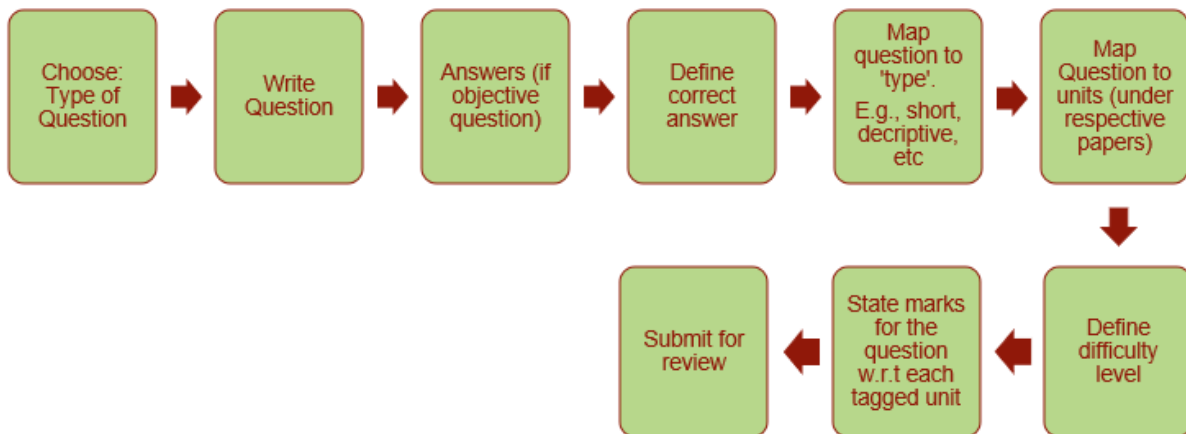 Choose:
Type of
Question
Write
Question
Answers (if
objective
question)
Define
correct
answer
Map
question to
'type'.
E.g., short,
decriptive,
etc
Map
Question to
units (under
respective
papers)
Define
difficulty
level
State marks
for the
question
w.r.t each
tagged unit
Submit for
review